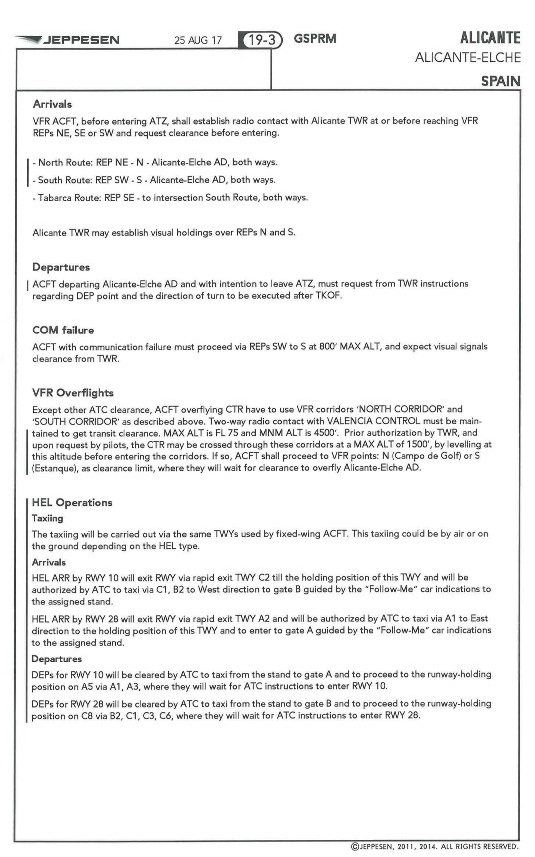 JEPPESEN 25 AUG 17 19-3 GSPRM ALICANTE
ALICANTE-ELCHE
SPAIN
Arrivals
VFR ACFT, before entering ATZ, shall establish radio contact with Alicante TWR at or before reaching VFR
REPs NE, SE or SW and request clearance before entering.
- North Route: REP NE - N - Alicante-Elche AD, both ways.
- South Route: REP SW - S - Alicante-Elche AD, both ways.
- Tabarca Route: REP SE - to intersection South Route, both ways.
Alicante TWR may establish visual holdings over REPs N and S.
Departures
ACFT departing Alicante-Elche AD and with intention to leave ATZ, must request from TWR instructions
regarding DEP point and the direction of turn to be executed after TKOF.
COM failure
ACFT with communication failure must proceed via REPs SW to S at 800' MAX ALT, and expect visual signals
clearance from TWR.
VFR Overflights
Except other ATC clearance, ACFT overflying CTR have to use VFR corridors 'NORTH CORRIDOR' and
'SOUTH CORRIDOR' as described above. Two-way radio contact with VALENCIA CONTROL must be main-
tained to get transit clearance. MAX ALT is FL 75 and MNM ALT is 4500'. Prior authorization by TWR, and
upon request by pilots, the CTR may be crossed through these corridors at a MAX ALT of 1500', by levelling at
this altitude before entering the corridors. If so, ACFT shall proceed to VFR points: N (Campo de Golf) or S
(Estanque), as clearance limit, where they will wait for clearance to overfly Alicante-Elche AD.
HEL Operations
Taxiing
The taxiing will be carried out via the same TWYs used by fixed-wing ACFT. This taxiing could be by air or on
the ground depending on the HEL type.
Arrivals
HEL ARR by RWY 10 will exit RWY via rapid exit TWY C2 till the holding position of this TWY and will be
authorized by ATC to taxi via C1, B2 to West direction to gate B guided by the "Follow-Me" car indications to
the assigned stand.
HEL ARR by RWY 28 will exit RWY via rapid exit TWY A2 and will be authorized by ATC to taxi via A1 to East
direction to the holding position of this TWY and to enter to gate A guided by the "Follow-Me" car indications
to the assigned stand.
Departures
DEPs for RWY 10 will be cleared by ATC to taxi from the stand to gate A and to proceed to the runway-holding
position on A5 via A1, A3, where they will wait for ATC instructions to enter RWY 10.
DEPs for RWY 28 will be cleared by ATC to taxi from the stand to gate B and to proceed to the runway-holding
position on C8 via B2, C1, C3, C6, where they will wait for ATC instructions to enter RWY 28.
©JEPPESEN, 2011, 2014. ALL RIGHTS RESERVED.